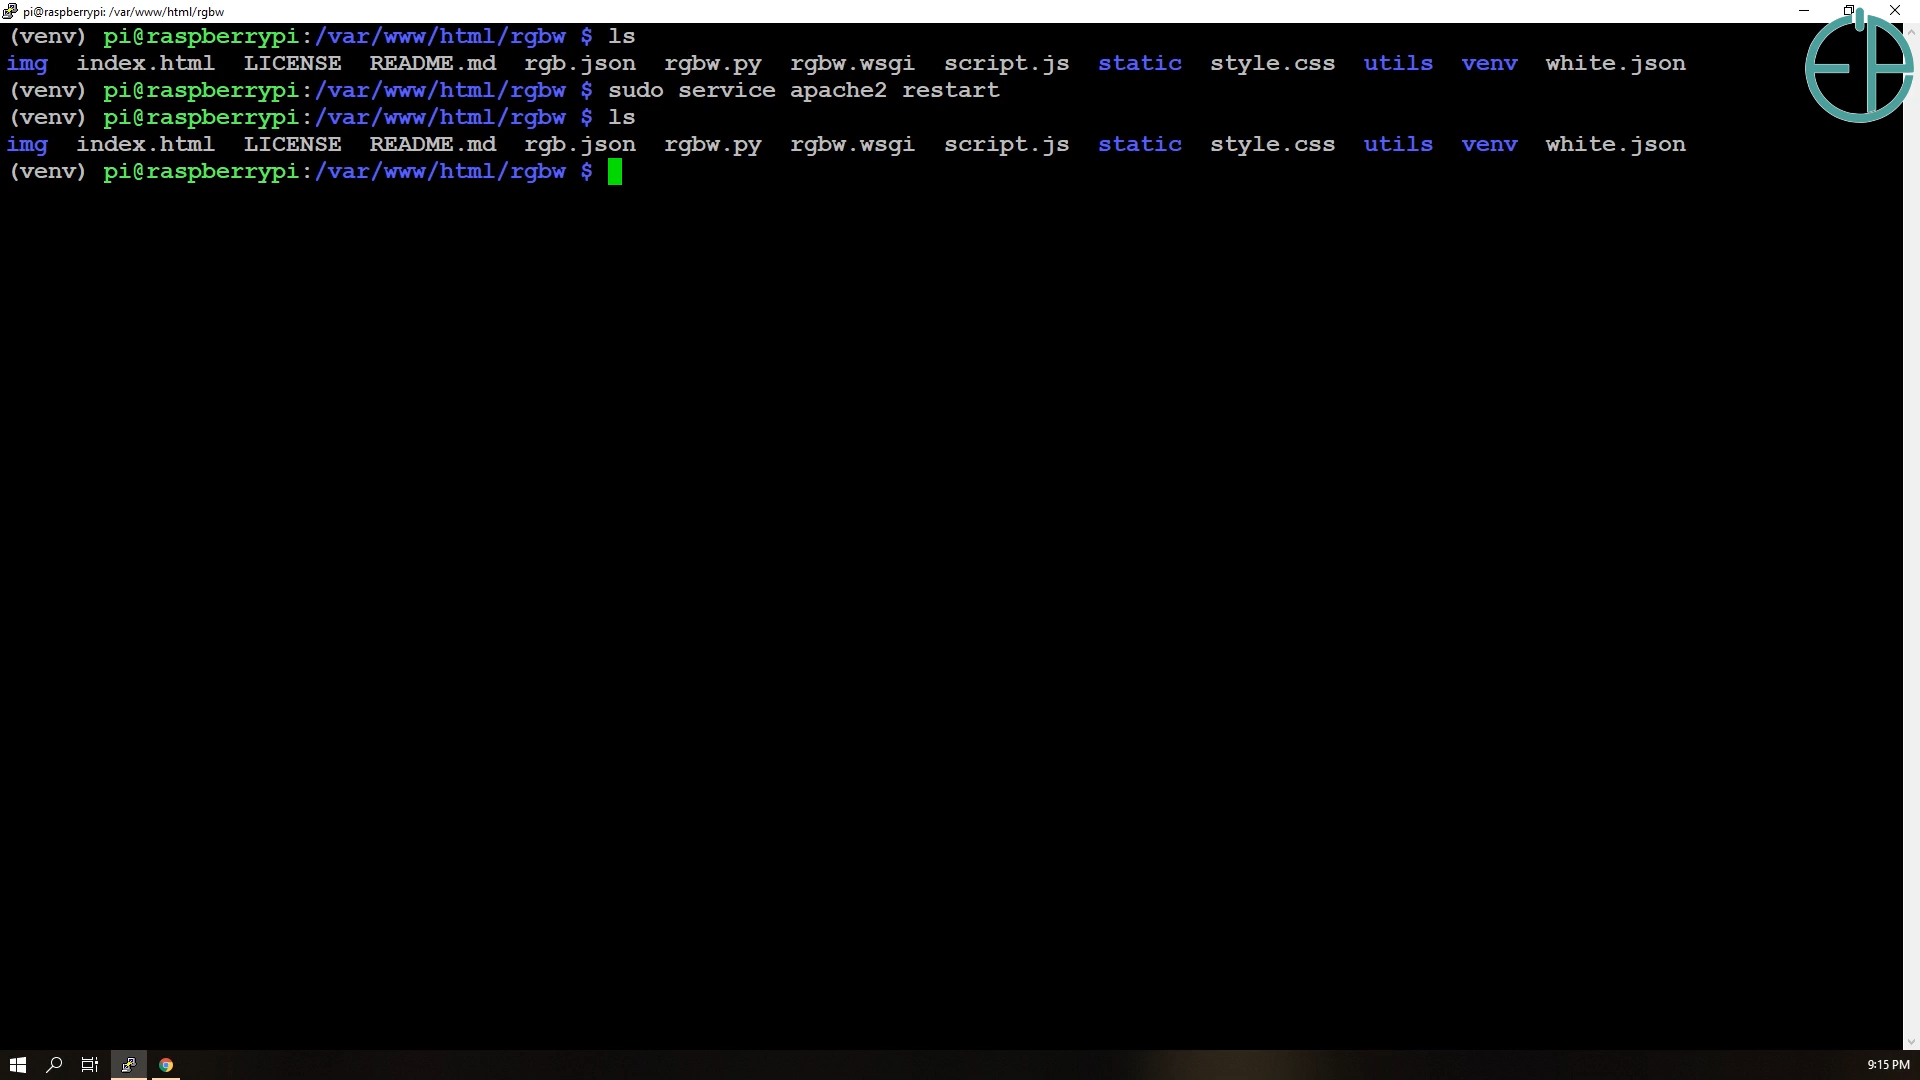 pi@raspberrypi: /var/www/html/rgbw
(venv) pi@raspberrypi:/var/www/html/rgbw $ ls
img  index.html  LICENSE  README.md  rgb.json  rgbw.py  rgbw.wsgi  script.js  static  style.css  utils  venv  white.json
(venv) pi@raspberrypi:/var/www/html/rgbw $ sudo service apache2 restart
(venv) pi@raspberrypi:/var/www/html/rgbw $ ls
img  index.html  LICENSE  README.md  rgb.json  rgbw.py  rgbw.wsgi  script.js  static  style.css  utils  venv  white.json
(venv) pi@raspberrypi:/var/www/html/rgbw $
9:15 PM